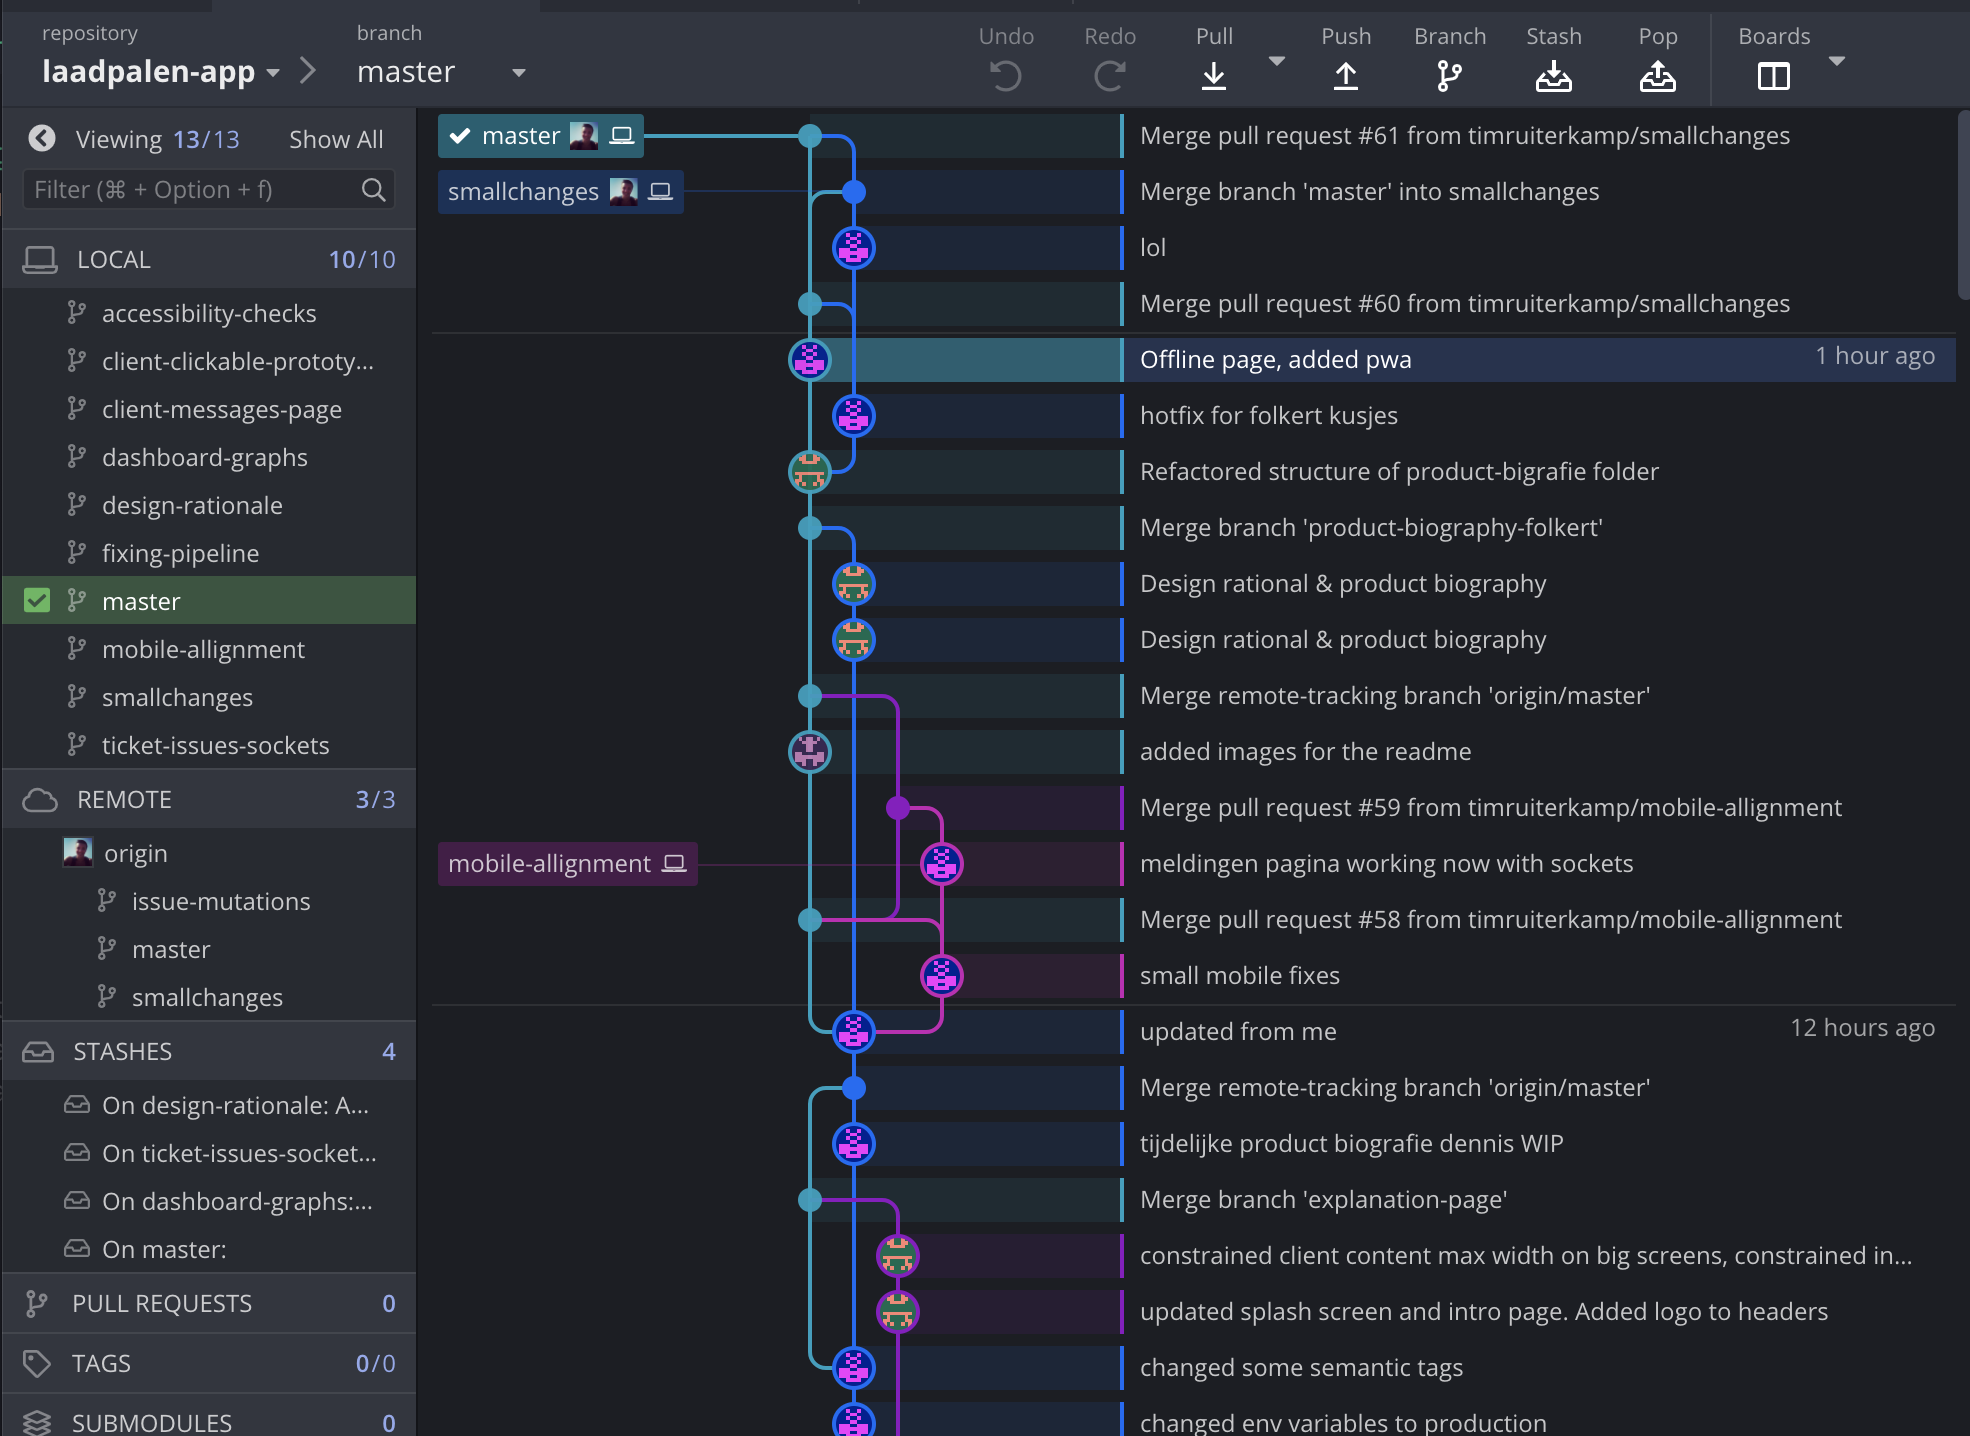 repository
branch
laadpalen-app
master
Undo
Redo
Pull
Push
Branch
Stash
Pop
Boards
Viewing 13/13
Show All
Filter (⌘ + Option + f)
LOCAL 10/10
accessibility-checks
client-clickable-prototy...
client-messages-page
dashboard-graphs
design-rationale
fixing-pipeline
master
mobile-allignment
smallchanges
ticket-issues-sockets
REMOTE 3/3
origin
issue-mutations
master
smallchanges
STASHES 4
On design-rationale: A...
On ticket-issues-socket...
On dashboard-graphs:...
On master:
PULL REQUESTS 0
TAGS 0/0
SUBMODULES 0
master
Merge pull request #61 from timruiterkamp/smallchanges
smallchanges
Merge branch 'master' into smallchanges
lol
Merge pull request #60 from timruiterkamp/smallchanges
Offline page, added pwa
1 hour ago
hotfix for folkert kusjes
Refactored structure of product-bigrafie folder
Merge branch 'product-biography-folkert'
Design rational & product biography
Design rational & product biography
Merge remote-tracking branch 'origin/master'
added images for the readme
Merge pull request #59 from timruiterkamp/mobile-allignment
mobile-allignment
meldingen pagina working now with sockets
Merge pull request #58 from timruiterkamp/mobile-allignment
small mobile fixes
updated from me
12 hours ago
Merge remote-tracking branch 'origin/master'
tijdelijke product biografie dennis WIP
Merge branch 'explanation-page'
constrained client content max width on big screens, constrained in...
updated splash screen and intro page. Added logo to headers
changed some semantic tags
changed env variables to production